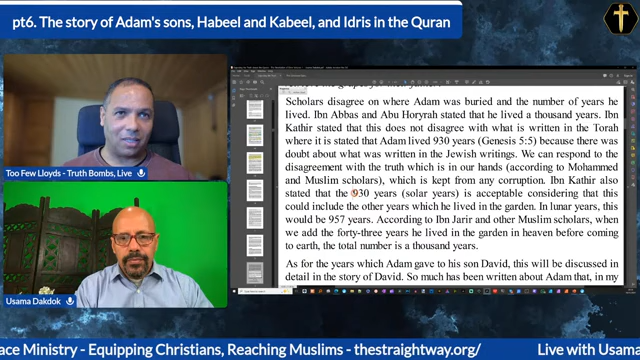 pt6. The story of Adam's sons, Habeel and Kabeel, and Idris in the Quran
Too Few Lloyds - Truth Bombs, Live
Usama Dakdok
Scholars disagree on where Adam was buried and the number of years he
lived. Ibn Abbas and Abu Horyrah stated that he lived a thousand years. Ibn
Kathir stated that this does not disagree with what is written in the Torah
where it is stated that Adam lived 930 years (Genesis 5:5) because there was
doubt about what was written in the Jewish writings. We can respond to the
disagreement with the truth which is in our hands (according to Mohammed
and Muslim scholars), which is kept from any corruption. Ibn Kathir also
stated that the 930 years (solar years) is acceptable considering that this
could include the other years which he lived in the garden. In lunar years, this
would be 957 years. According to Ibn Jarir and other Muslim scholars, when
we add the forty-three years he lived in the garden in heaven before coming
to earth, the total number is a thousand years.
As for the years which Adam gave to his son David, this will be discussed in
detail in the story of David. So much has been written about Adam that, in my
ace Ministry - Equipping Christians, Reaching Muslims - thestraightway.org/
Live with Usama